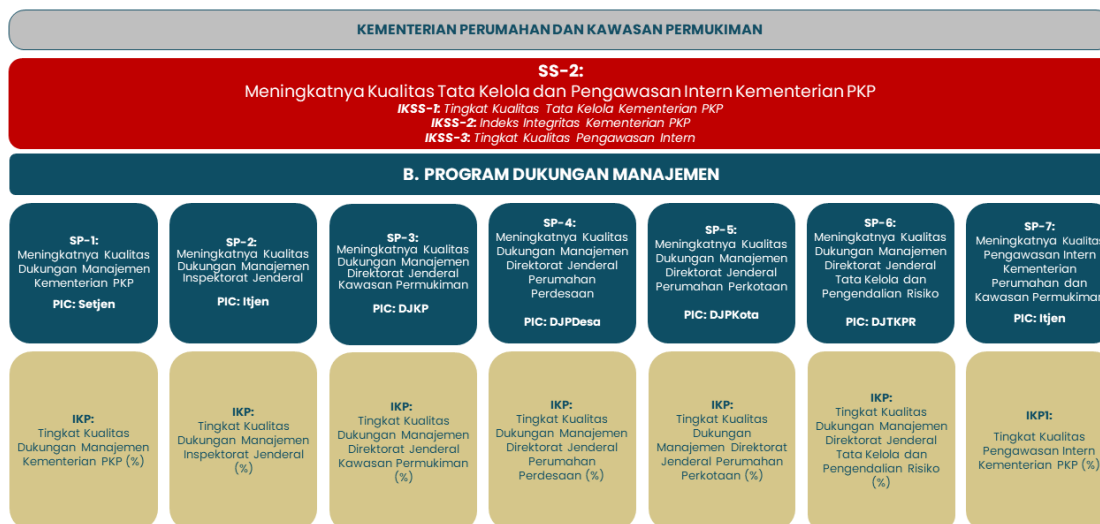 KEMENTERIAN PERUMAHAN DAN KAWASAN PERMUKIMAN
SS-2:
Meningkatnya Kualitas Tata Kelola dan Pengawasan Intern Kementerian PKP
IKSS-1: Tingkat Kualitas Tata Kelola Kementerian PKP
IKSS-2: Indeks Integritas Kementerian PKP
IKSS-3: Tingkat Kualitas Pengawasan Intern
B. PROGRAM DUKUNGAN MANAJEMEN
SP-1:
Meningkatnya Kualitas
Dukungan Manajemen
Kementerian PKP
PIC: Setjen
SP-2:
Meningkatnya Kualitas
Dukungan Manajemen
Inspektorat Jenderal
PIC: Itjen
SP-3:
Meningkatnya Kualitas
Dukungan Manajemen
Direktorat Jenderal
Kawasan Permukiman
PIC: DJKP
SP-4:
Meningkatnya Kualitas
Dukungan Manajemen
Direktorat Jenderal
Perumahan
Perdesaan
PIC: DJPDesa
SP-5:
Meningkatnya Kualitas
Dukungan Manajemen
Direktorat Jenderal
Perumahan Perkotaan
PIC: DJPKota
SP-6:
Meningkatnya Kualitas
Dukungan Manajemen
Direktorat Jenderal
Tata Kelola dan
Pengendalian Risiko
PIC: DJTKPR
SP-7:
Meningkatnya Kualitas
Pengawasan Intern
Kementerian
Perumahan dan
Kawasan Permukiman
PIC: Itjen
IKP:
Tingkat Kualitas
Dukungan Manajemen
Kementerian PKP (%)
IKP:
Tingkat Kualitas
Dukungan Manajemen
Inspektorat Jenderal
(%)
IKP:
Tingkat Kualitas
Dukungan Manajemen
Direktorat Jenderal
Kawasan Permukiman
(%)
IKP:
Tingkat Kualitas
Dukungan Manajemen
Direktorat Jenderal
Perumahan
Perdesaan (%)
IKP:
Tingkat Kualitas
Dukungan
Manajemen Direktorat
Jenderal Perumahan
Perkotaan (%)
IKP:
Tingkat Kualitas
Dukungan Manajemen
Direktorat Jenderal
Tata Kelola dan
Pengendalian Risiko
(%)
IKP1:
Tingkat Kualitas
Pengawasan Intern
Kementerian PKP (%)